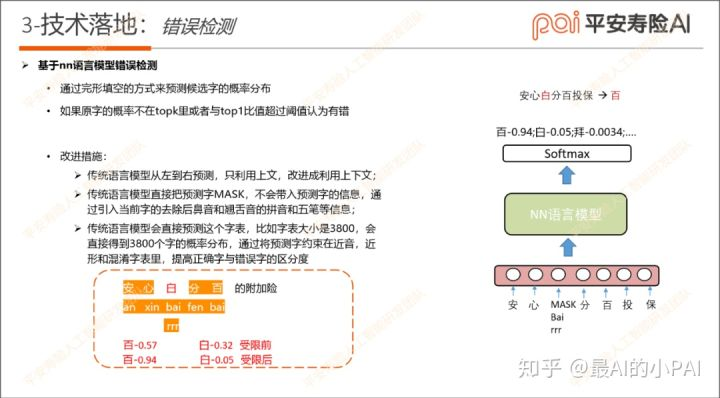 3-技术落地：错误检测
pai 平安寿险AI
基于nn语言模型错误检测
通过完形填空的方式来预测候选字的概率分布
如果原字的概率不在topk里或者与top1比值超过阈值认为有错
改进措施：
传统语言模型从左到右预测，只利用上文，改进成利用上下文；
传统语言模型直接把预测字MASK，不会带入预测字的信息，通
过引入当前字的去除后鼻音和翘舌音的拼音和五笔等信息；
传统语言模型会直接预测这个字表，比如字表大小是3800，会
直接得到3800个字的概率分布，通过将预测字约束在近音，近
形和混淆字表里，提高正确字与错误字的区分度
安 心 白 分 百 的附加险
an xin bai fen bai
rrr
百-0.57 白-0.32 受限前
百-0.94 白-0.05 受限后
安心白分百投保 → 百
百-0.94;白-0.05;拜-0.0034;....
Softmax
NN语言模型
安 心 MASK 分 百 投 保
Bai
rrr
知乎 @最AI的小PAI
平安寿险人工智能研发团队